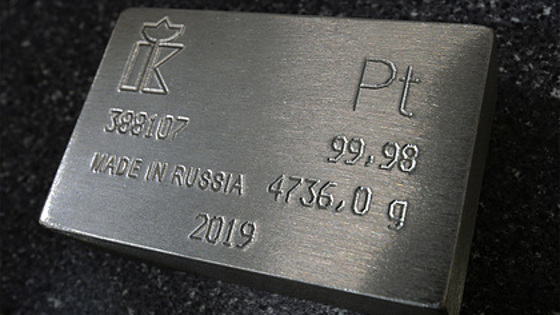 Pt
388107
99,98
MADE IN RUSSIA
4736,0 g
2019